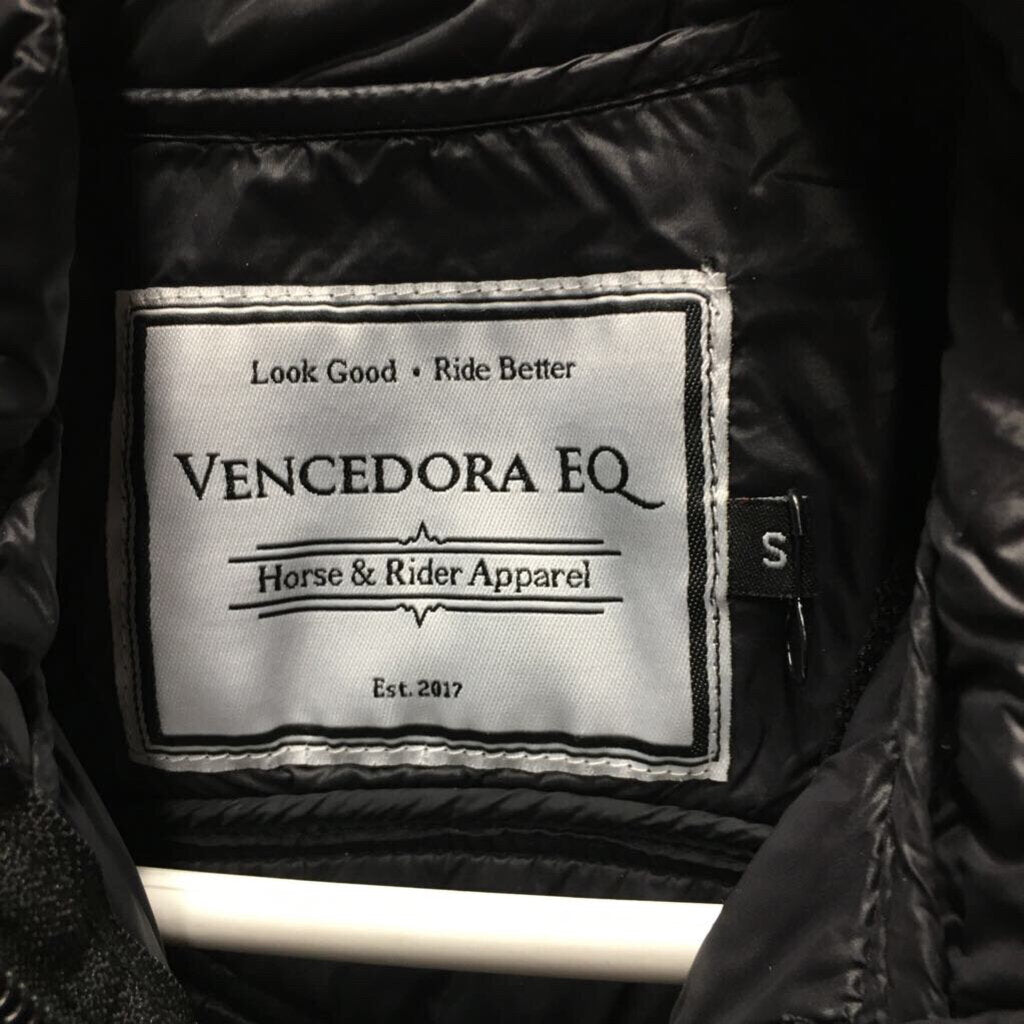 Look Good • Ride Better
VENCEDORA EQ
Horse & Rider Apparel
Est. 2017
S